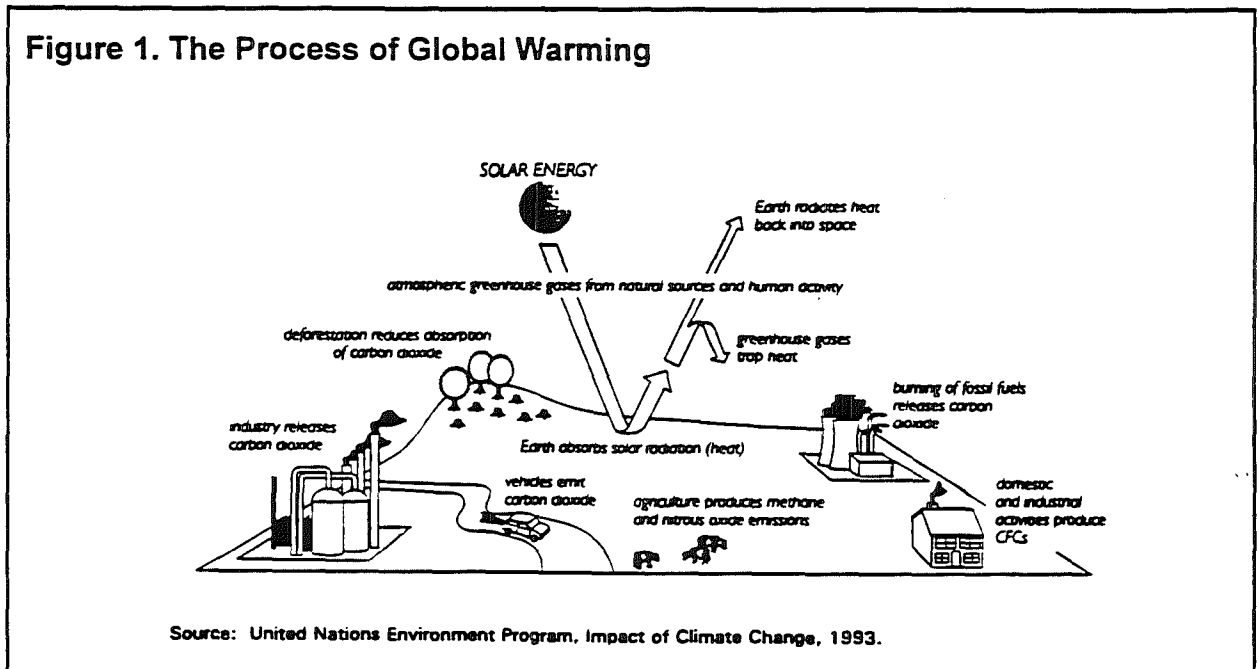 Figure 1. The Process of Global Warming
SOLAR ENERGY
Earth radiates heat
back into space
atmospheric greenhouse gases from natural sources and human activity
deforestation reduces absorption
of carbon dioxide
greenhouse gases
trap heat
burning of fossil fuels
releases carbon
dioxide
industry releases
carbon dioxide
Earth absorbs solar radiation (heat)
vehicles emit
carbon dioxide
agriculture produces methane
and nitrous oxide emissions
domestic
and industrial
activities produce
CFCs
Source: United Nations Environment Program, Impact of Climate Change, 1993.